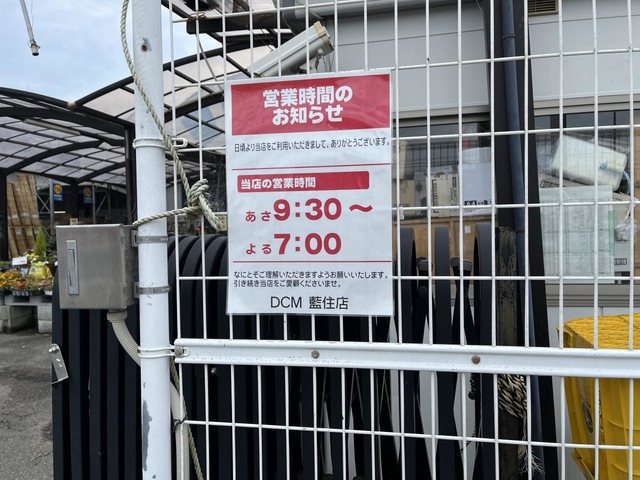 営業時間の
お知らせ
日頃より当店をご利用いただきまして、ありがとうございます。
当店の営業時間
あさ9:30～
よる7:00
なにとぞご理解いただきますようお願いいたします。
引き続き当店をご愛顧くださいませ。
DCM 藍住店
A4